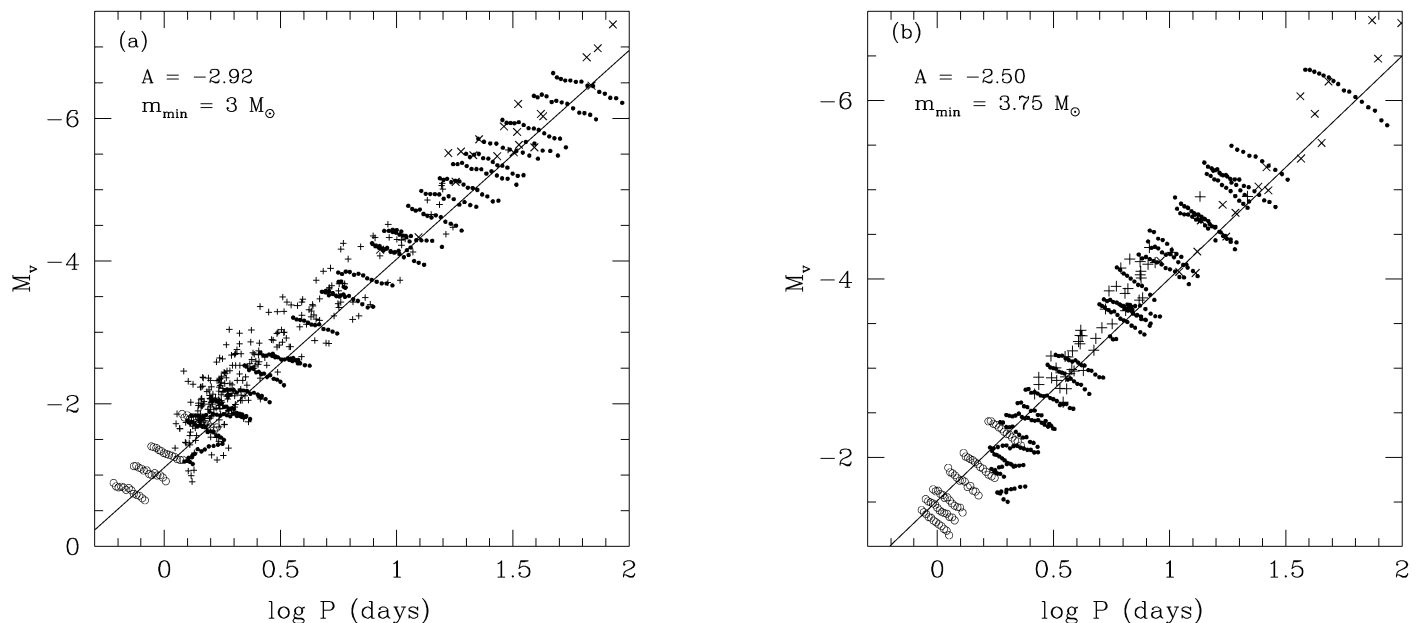 (a)
A = −2.92
m_min = 3 M_⊙
M_v
−6
−4
−2
0
0 0.5 1 1.5 2
log P (days)
(b)
A = −2.50
m_min = 3.75 M_⊙
M_v
−6
−4
−2
0 0.5 1 1.5 2
log P (days)